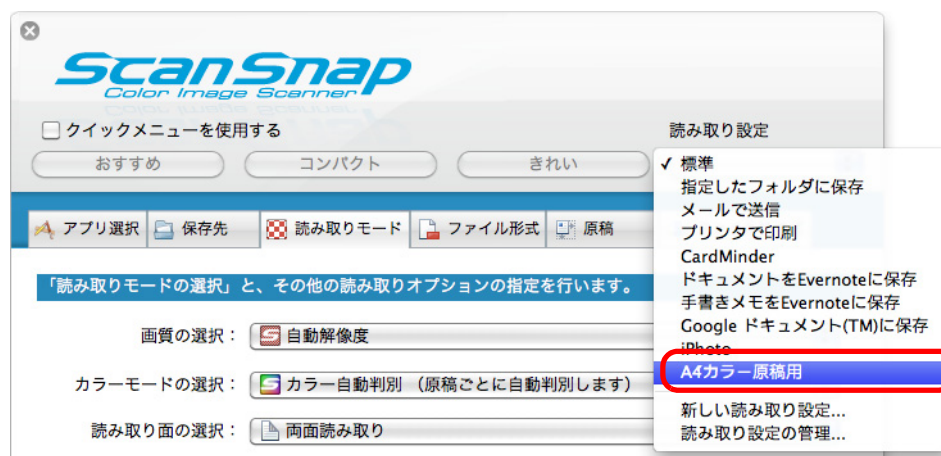 ScanSnap
Color Image Scanner
クイックメニューを使用する
読み取り設定
おすすめ
コンパクト
きれい
✓ 標準
指定したフォルダに保存
メールで送信
プリンタで印刷
CardMinder
ドキュメントをEvernoteに保存
手書きメモをEvernoteに保存
Google ドキュメント(TM)に保存
iPhoto
A4カラー原稿用
新しい読み取り設定...
読み取り設定の管理...
アプリ選択
保存先
読み取りモード
ファイル形式
原稿
「読み取りモードの選択」と、その他の読み取りオプションの指定を行います。
画質の選択： 自動解像度
カラーモードの選択： カラー自動判別 （原稿ごとに自動判別します）
読み取り面の選択： 両面読み取り